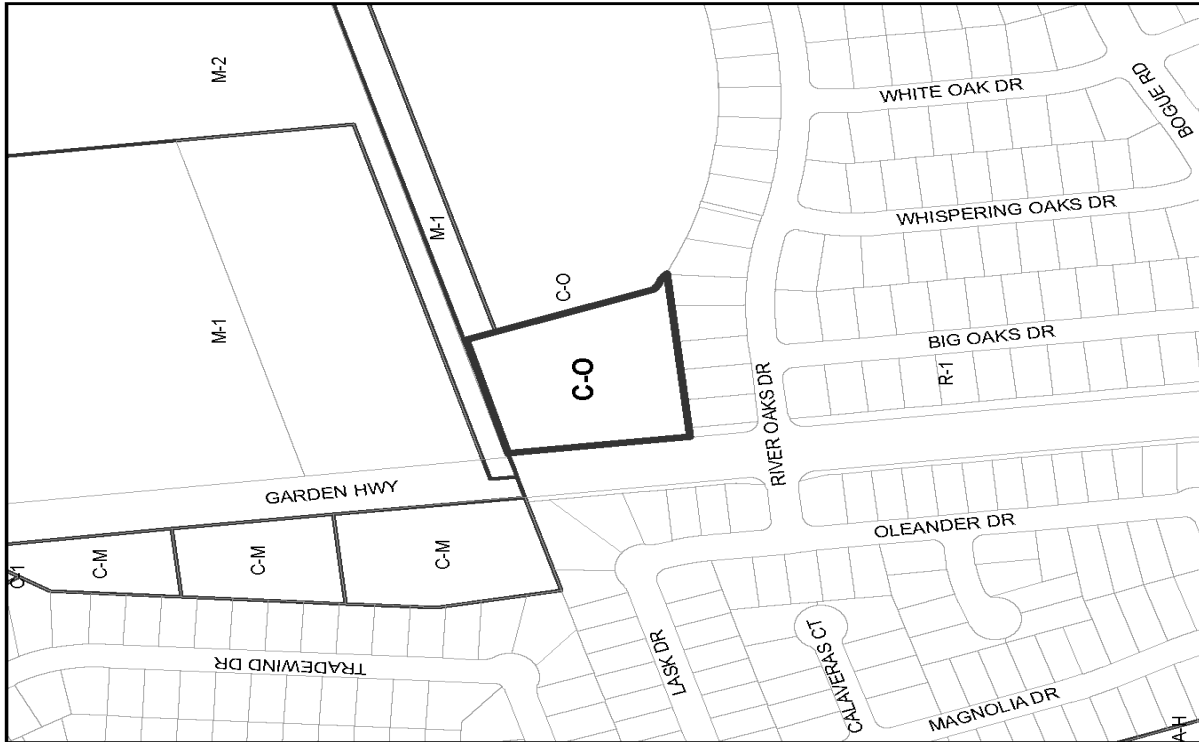 M-2
WHITE OAK DR
BOGUE RD
WHISPERING OAKS DR
M-1
C-O
M-1
BIG OAKS DR
R-1
C-O
RIVER OAKS DR
GARDEN HWY
OLEANDER DR
C-M
C-M
C-M
TRADEWIND DR
LASK DR
CALAVERAS CT
MAGNOLIA DR
A-H